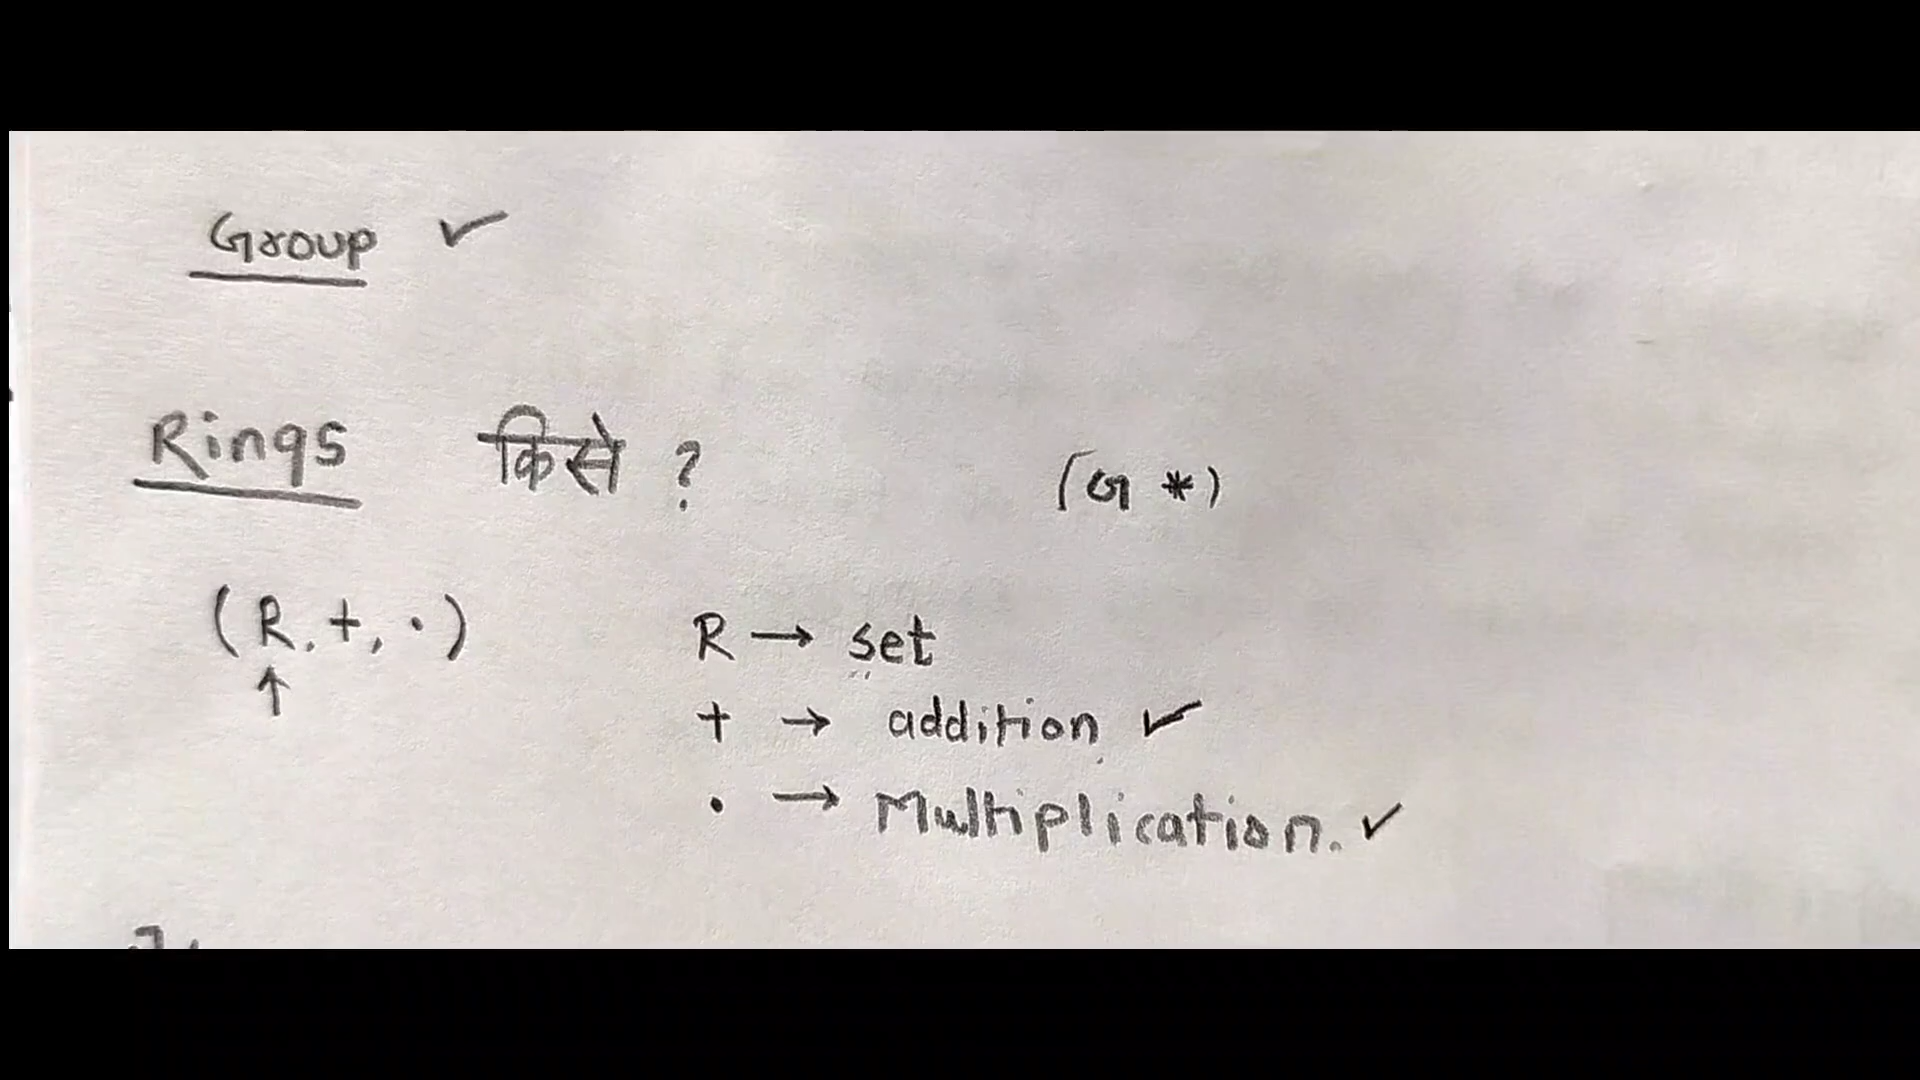 Group ✓
Rings किसे ? (G *)
(R, +, ·) R → set
↑
+ → addition ✓
· → Multiplication. ✓